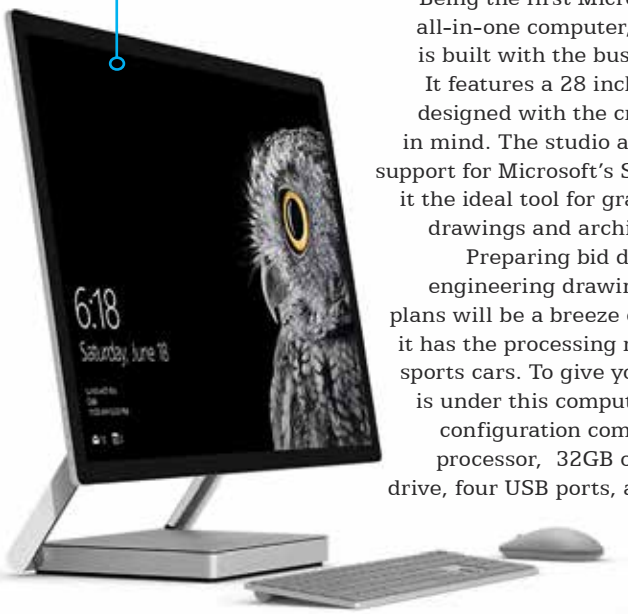 Being the first Micro
all-in-one computer,
is built with the bus
It features a 28 incl
designed with the cr
in mind. The studio a
support for Microsoft's S
it the ideal tool for gra
drawings and archi
Preparing bid d
engineering drawin
plans will be a breeze o
it has the processing r
sports cars. To give yo
is under this comput
configuration com
processor, 32GB o
drive, four USB ports, a
6:18
Saturday, June 18